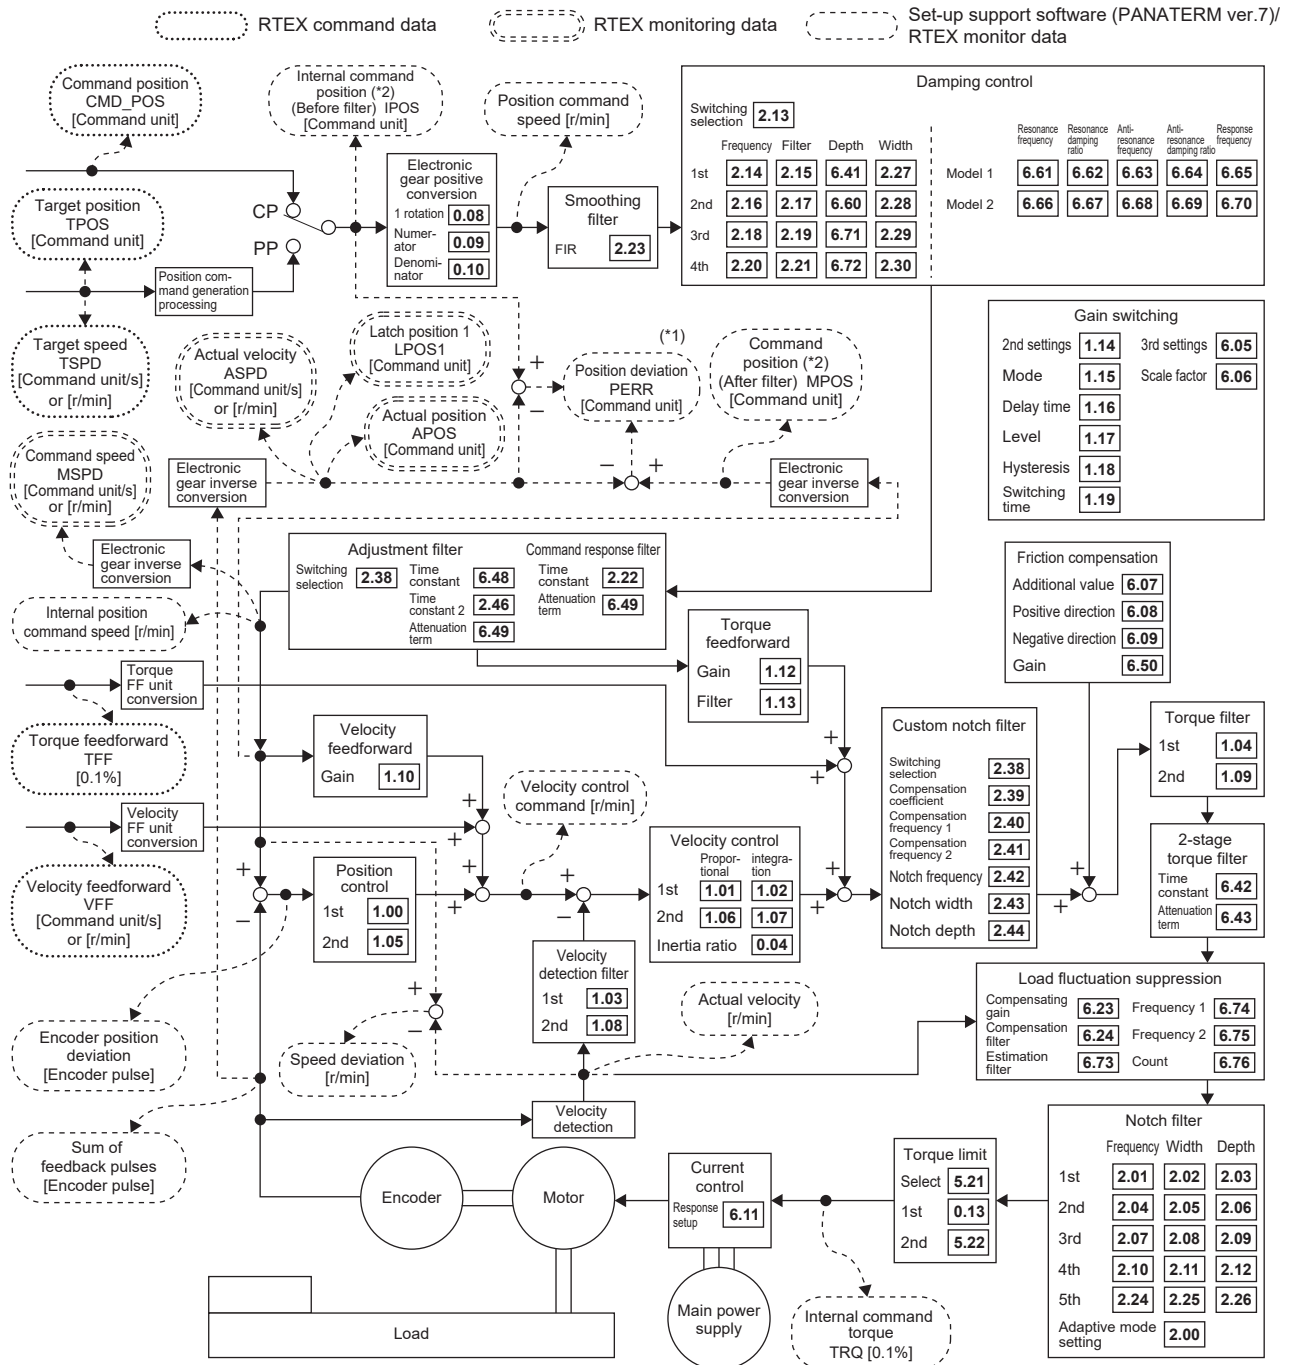 RTEX command data
RTEX monitoring data
Set-up support software (PANATERM ver.7)/
RTEX monitor data
Command position
CMD_POS
[Command unit]
Internal command
position (*2)
(Before filter) IPOS
[Command unit]
Position command
speed [r/min]
Damping control
Switching
selection 2.13
Frequency Filter Depth Width
1st 2.14 2.15 6.41 2.27
2nd 2.16 2.17 6.60 2.28
3rd 2.18 2.19 6.71 2.29
4th 2.20 2.21 6.72 2.30
Resonance
frequency
Resonance
damping
ratio
Anti-
resonance
frequency
Anti-
resonance
damping ratio
Response
frequency
Model 1 6.61 6.62 6.63 6.64 6.65
Model 2 6.66 6.67 6.68 6.69 6.70
Target position
TPOS
[Command unit]
CP
PP
Electronic
gear positive
conversion
1 rotation 0.08
Numer-
ator 0.09
Denomi-
nator 0.10
Smoothing
filter
FIR 2.23
Position com-
mand generation
processing
Target speed
TSPD
[Command unit/s]
or [r/min]
Actual velocity
ASPD
[Command unit/s]
or [r/min]
Latch position 1
LPOS1
[Command unit]
Actual position
APOS
[Command unit]
+
−
(*1)
Position deviation
PERR
[Command unit]
Command
position (*2)
(After filter) MPOS
[Command unit]
Gain switching
2nd settings 1.14 3rd settings 6.05
Mode 1.15 Scale factor 6.06
Delay time 1.16
Level 1.17
Hysteresis 1.18
Switching
time 1.19
Command speed
MSPD
[Command unit/s]
or [r/min]
Electronic
gear inverse
conversion
− +
Electronic
gear inverse
conversion
Electronic
gear inverse
conversion
Adjustment filter
Switching
selection 2.38
Time
constant 6.48
Time
constant 2 2.46
Attenuation
term 6.49
Command response filter
Time
constant 2.22
Attenuation
term 6.49
Friction compensation
Additional value 6.07
Positive direction 6.08
Negative direction 6.09
Gain 6.50
Internal position
command speed [r/min]
Torque
feedforward
Gain 1.12
Filter 1.13
Torque
FF unit
conversion
Torque feedforward
TFF
[0.1%]
Velocity
feedforward
Gain 1.10
+
+
Custom notch filter
Switching
selection 2.38
Compensation
coefficient 2.39
Compensation
frequency 1 2.40
Compensation
frequency 2 2.41
Notch frequency 2.42
Notch width 2.43
Notch depth 2.44
Torque filter
1st 1.04
2nd 1.09
Velocity control
command [r/min]
Velocity
FF unit
conversion
+
+
Velocity feedforward
VFF
[Command unit/s]
or [r/min]
+
−
Position
control
1st 1.00
2nd 1.05
+
+
+
−
Velocity control
Propor-
tional
integra-
tion
1st 1.01 1.02
2nd 1.06 1.07
Inertia ratio 0.04
+
+
+
+
2-stage
torque filter
Time
constant 6.42
Attenuation
term 6.43
Velocity
detection filter
1st 1.03
2nd 1.08
Actual velocity
[r/min]
Load fluctuation suppression
Compensating
gain 6.23 Frequency 1 6.74
Compensation
filter 6.24 Frequency 2 6.75
Estimation
filter 6.73 Count 6.76
+
−
Encoder position
deviation
[Encoder pulse]
Speed deviation
[r/min]
Velocity
detection
Sum of
feedback pulses
[Encoder pulse]
Encoder
Motor
Current
control
Response
setup 6.11
Torque limit
Select 5.21
1st 0.13
2nd 5.22
Notch filter
Frequency Width Depth
1st 2.01 2.02 2.03
2nd 2.04 2.05 2.06
3rd 2.07 2.08 2.09
4th 2.10 2.11 2.12
5th 2.24 2.25 2.26
Adaptive mode
setting 2.00
Load
Main power
supply
Internal command
torque
TRQ [0.1%]